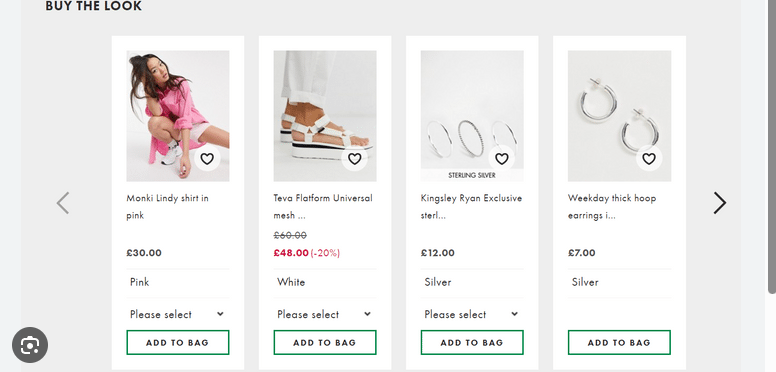 BUY THE LOOK
STERLING SILVER
Monki Lindy shirt in
pink
£30.00
Pink
Please select
ADD TO BAG
Teva Flatform Universal
mesh ...
£60.00
£48.00 (-20%)
White
Please select
ADD TO BAG
Kingsley Ryan Exclusive
sterl...
£12.00
Silver
Please select
ADD TO BAG
Weekday thick hoop
earrings i...
£7.00
Silver
ADD TO BAG